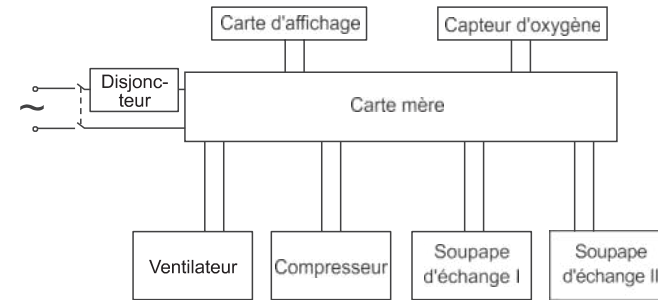 Carte d'affichage
Capteur d'oxygène
Disjonc-
teur
~
Carte mère
Ventilateur
Compresseur
Soupape
d'échange I
Soupape
d'échange II